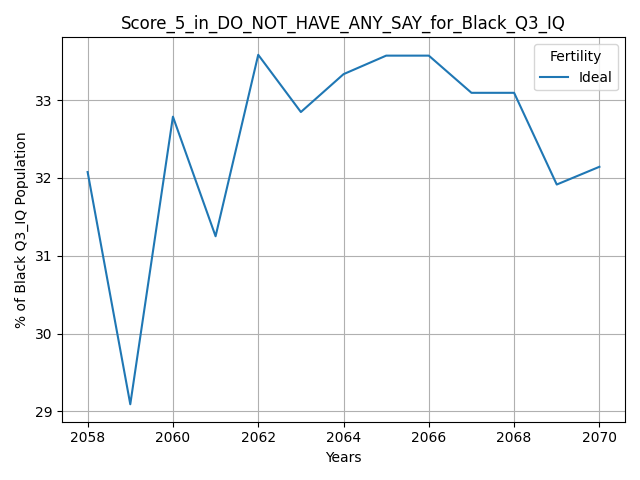 Score_5_in_DO_NOT_HAVE_ANY_SAY_for_Black_Q3_IQ
Fertility
Ideal
% of Black Q3_IQ Population
33
32
31
30
29
2058
2060
2062
2064
2066
2068
2070
Years